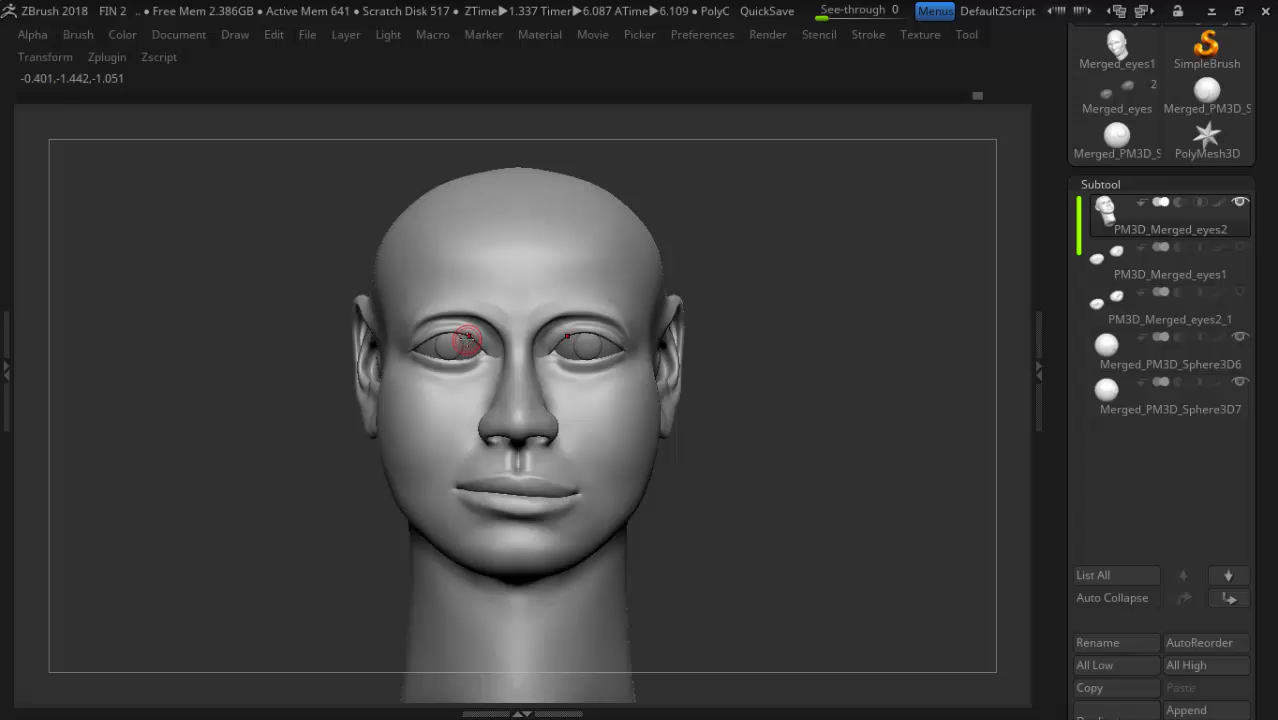 ZBrush 2018 FIN 2 .. ● Free Mem 2.386GB ● Active Mem 641 ● Scratch Disk 517 ● ZTime▶1.337 Timer▶6.087 ATime▶6.109 ● PolyC QuickSave See-through 0 Menus DefaultZScript
Alpha Brush Color Document Draw Edit File Layer Light Macro Marker Material Movie Picker Preferences Render Stencil Stroke Texture Tool
Transform Zplugin Zscript
-0.401,-1.442,-1.051
Merged_eyes1 SimpleBrush
2
Merged_eyes Merged_PM3D_S
Merged_PM3D_S PolyMesh3D
Subtool
PM3D_Merged_eyes2
PM3D_Merged_eyes1
PM3D_Merged_eyes2_1
Merged_PM3D_Sphere3D6
Merged_PM3D_Sphere3D7
List All
Auto Collapse
Rename AutoReorder
All Low All High
Copy Paste
Append